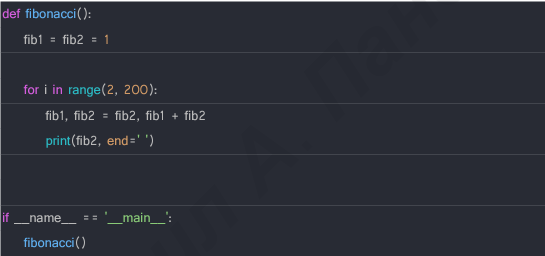 def fibonacci():
    fib1 = fib2 = 1
    for i in range(2, 200):
        fib1, fib2 = fib2, fib1 + fib2
        print(fib2, end=' ')
if __name__ == '__main__':
    fibonacci()